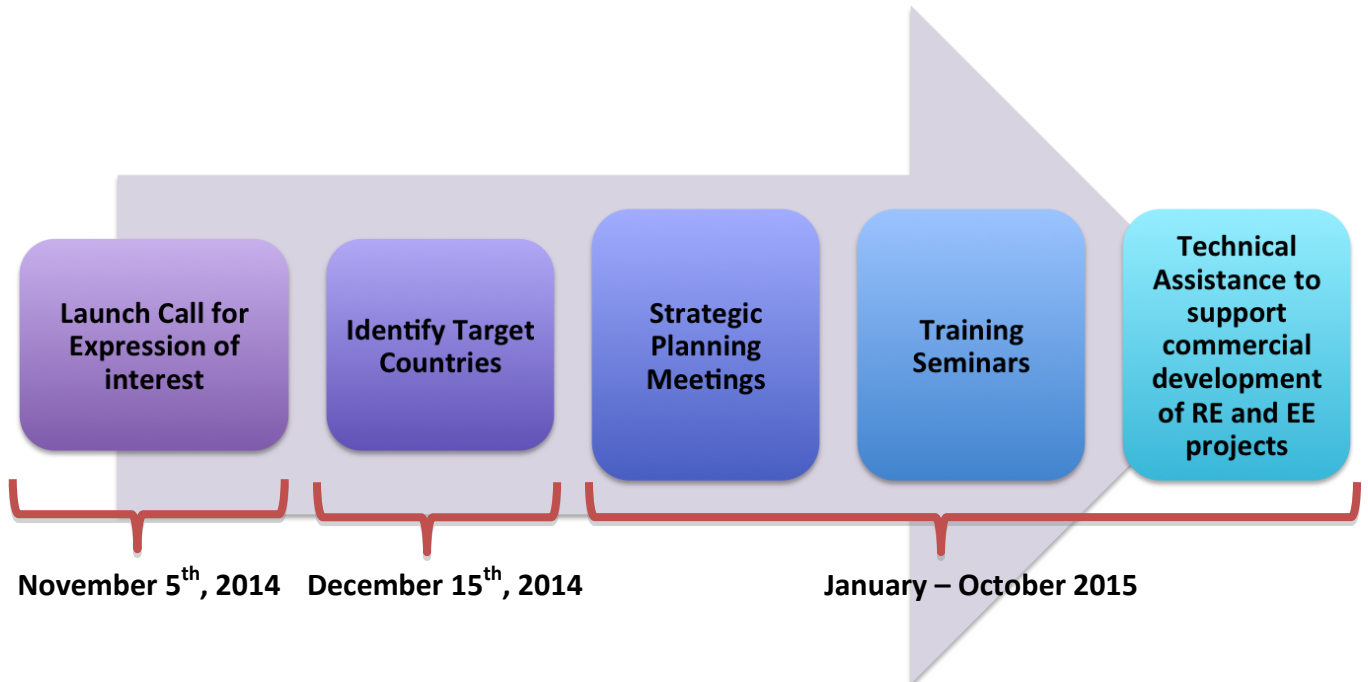 Launch Call for
Expression of
interest
Identify Target
Countries
Strategic
Planning
Meetings
Training
Seminars
Technical
Assistance to
support
commercial
development
of RE and EE
projects
November 5th, 2014
December 15th, 2014
January – October 2015